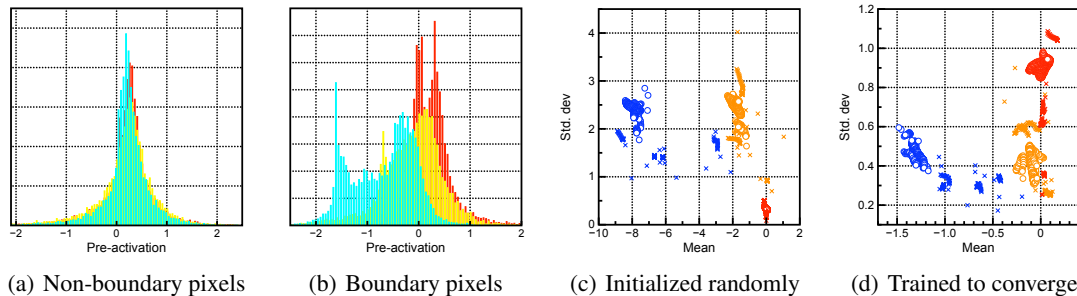 −2 −1 0 1 2
Pre-activation
(a) Non-boundary pixels
−2 −1 0 1 2
Pre-activation
(b) Boundary pixels
Std. dev
4
3
2
1
0
−10 −8 −6 −4 −2 0 2
Mean
(c) Initialized randomly
Std. dev
1.2
1.0
0.8
0.6
0.4
0.2
−1.5 −1.0 −0.5 0
Mean
(d) Trained to converge